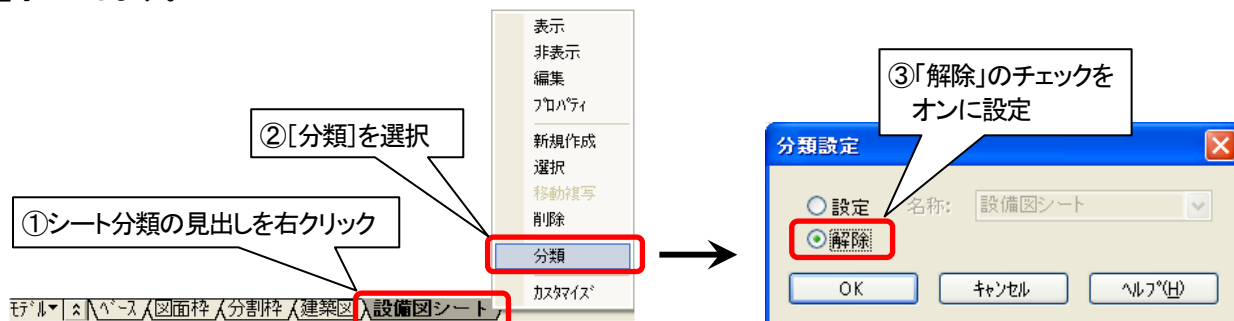 表示
非表示
編集
ﾌﾟﾛﾊﾟﾃｨ
新規作成
選択
移動複写
削除
分類
ｶｽﾀﾏｲｽﾞ
②[分類]を選択
①シート分類の見出しを右クリック
ﾓﾃﾞﾙ▼ ベース 図面枠 分割枠 建築図 設備図シート
③「解除」のチェックを
オンに設定
分類設定
設定 名称: 設備図シート
解除
OK ｷｬﾝｾﾙ ﾍﾙﾌﾟ(H)